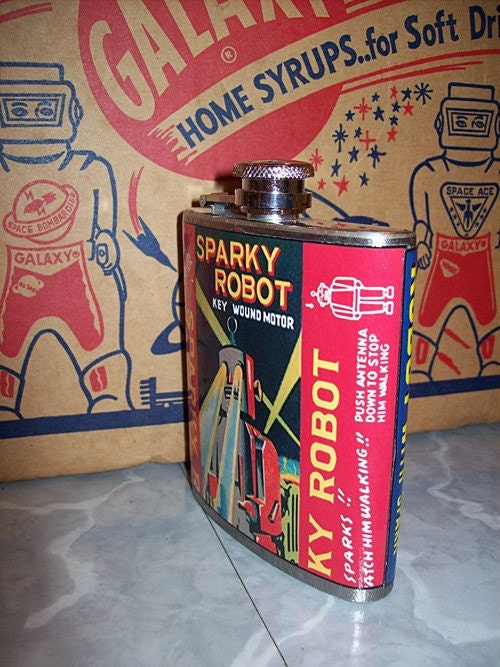 GALAXY
®
HOME SYRUPS..for Soft Dri
SPACE BOMBARDIER
GALAXY®
SPACE ACE
GALAXY®
SPARKY
ROBOT
KEY WOUND MOTOR
KY ROBOT
SPARKS !!
ATCH HIM WALKING!!
PUSH ANTENNA
DOWN TO STOP
HIM WALKING